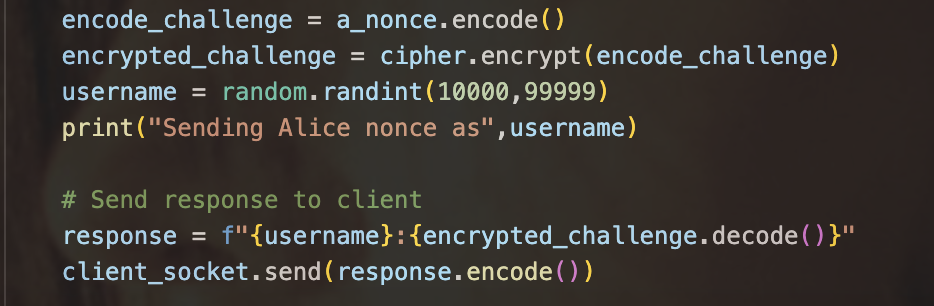 encode_challenge = a_nonce.encode()
encrypted_challenge = cipher.encrypt(encode_challenge)
username = random.randint(10000,99999)
print("Sending Alice nonce as",username)
# Send response to client
response = f"{username}:{encrypted_challenge.decode()}"
client_socket.send(response.encode())